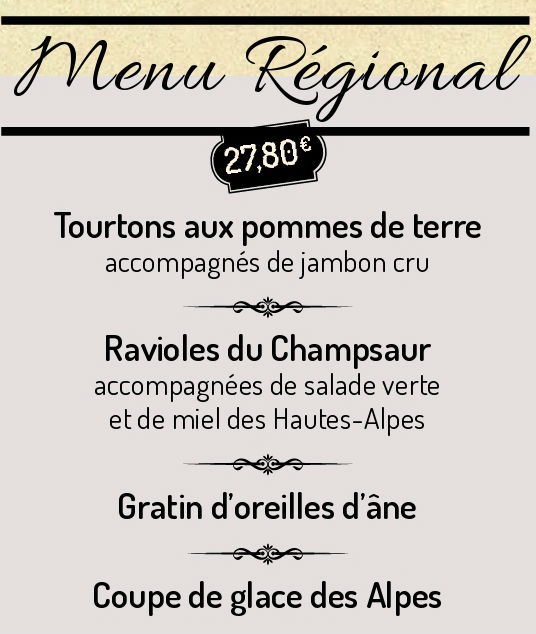 Menu Régional
27,80€
Tourtons aux pommes de terre
accompagnés de jambon cru
Ravioles du Champsaur
accompagnées de salade verte
et de miel des Hautes-Alpes
Gratin d'oreilles d'âne
Coupe de glace des Alpes